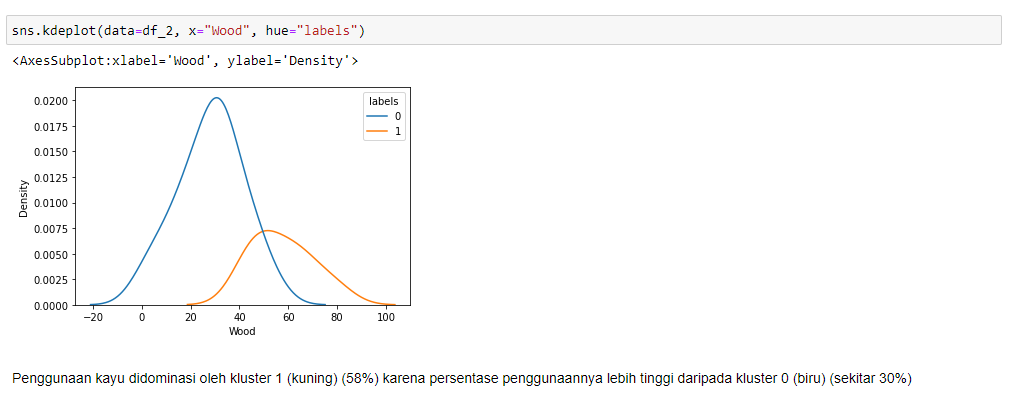 sns.kdeplot(data=df_2, x="Wood", hue="labels")
<AxesSubplot:xlabel='Wood', ylabel='Density'>
labels
0
1
0.0200
0.0175
0.0150
0.0125
0.0100
0.0075
0.0050
0.0025
0.0000
Density
−20 0 20 40 60 80 100
Wood
Penggunaan kayu didominasi oleh kluster 1 (kuning) (58%) karena persentase penggunaannya lebih tinggi daripada kluster 0 (biru) (sekitar 30%)